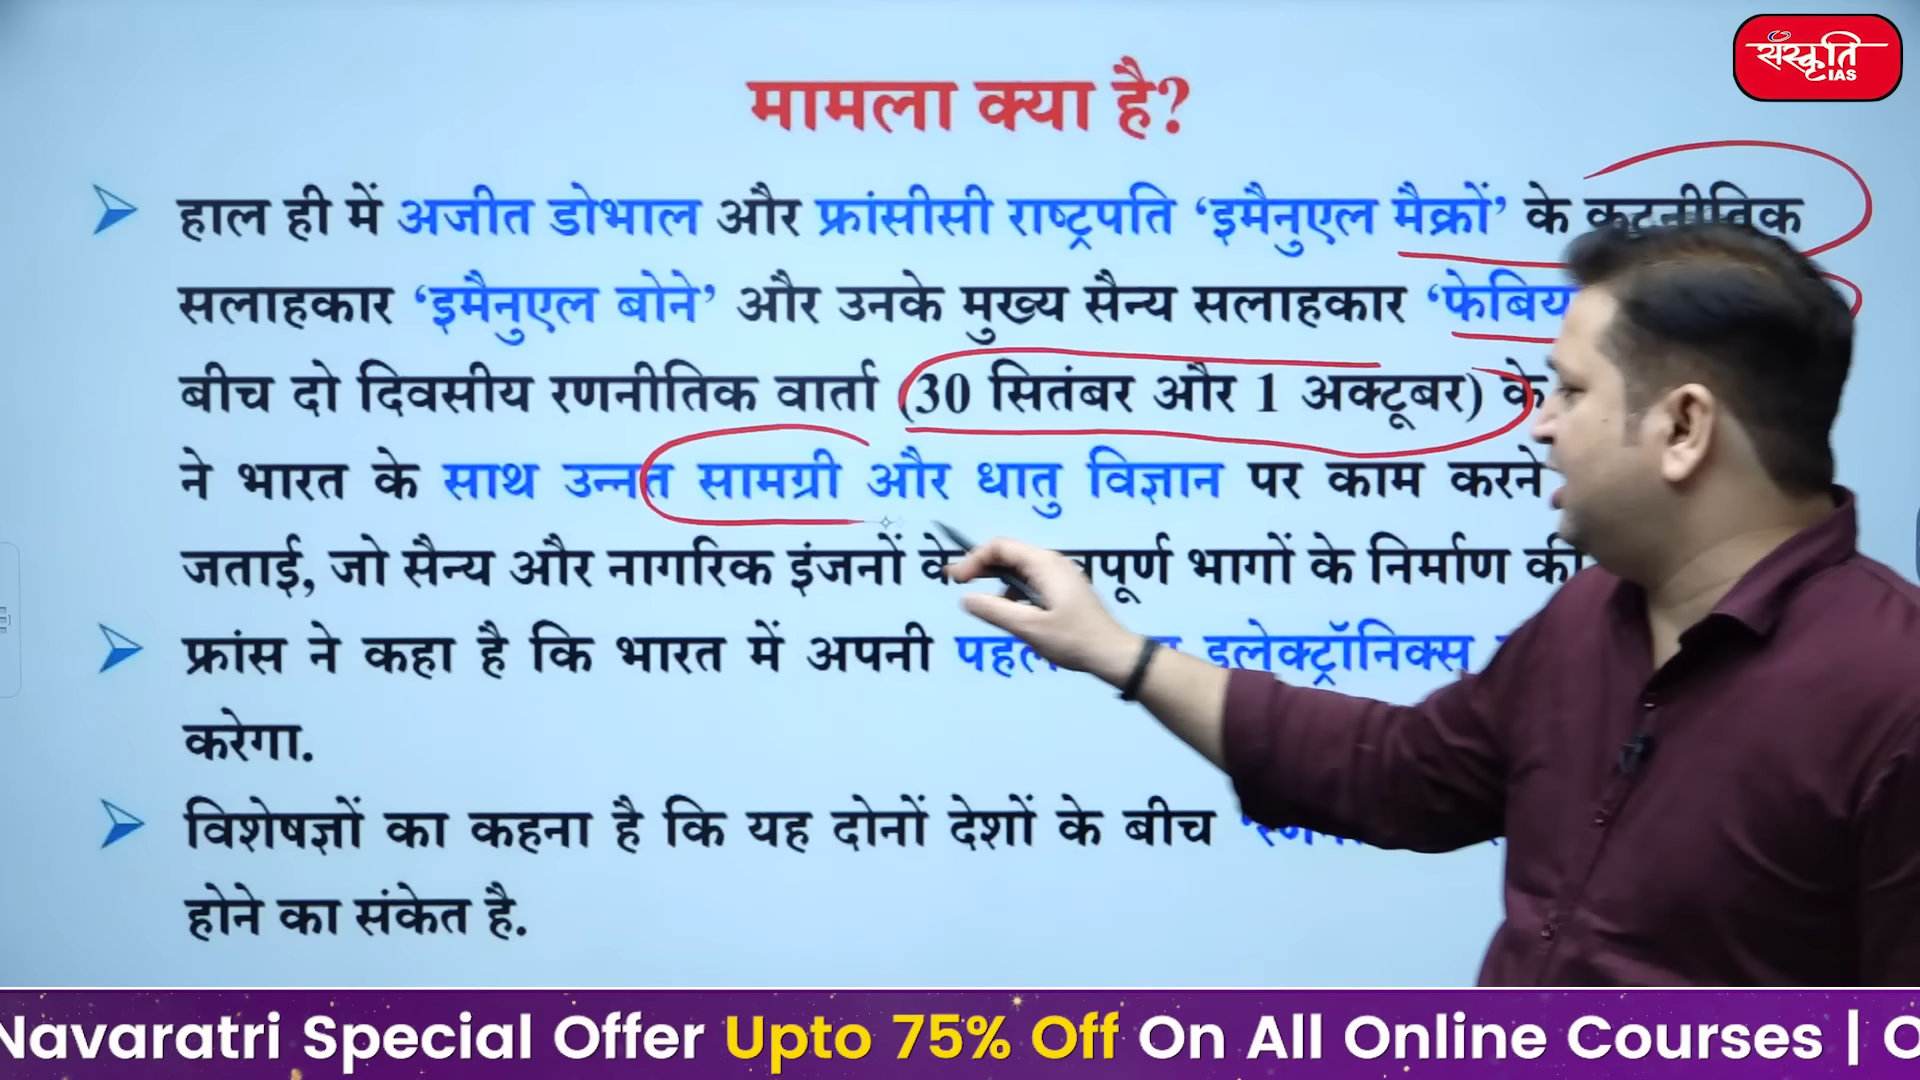 संस्कृति
IAS
मामला क्या है?
हाल ही में अजीत डोभाल और फ्रांसीसी राष्ट्रपति ‘इमैनुएल मैक्रों’ के कूटनीतिक
सलाहकार ‘इमैनुएल बोने’ और उनके मुख्य सैन्य सलाहकार
बीच दो दिवसीय रणनीतिक वार्ता (30 सितंबर और 1 अक्टूबर) के
ने भारत के साथ उन्नत सामग्री और धातु विज्ञान पर काम करने
जताई, जो सैन्य और नागरिक इंजनों के भागों के निर्माण की
फ्रांस ने कहा है कि भारत में अपनी इलेक्ट्रॉनिक्स
करेगा.
विशेषज्ञों का कहना है कि यह दोनों देशों के बीच
होने का संकेत है.
Navaratri Special Offer Upto 75% Off On All Online Courses |